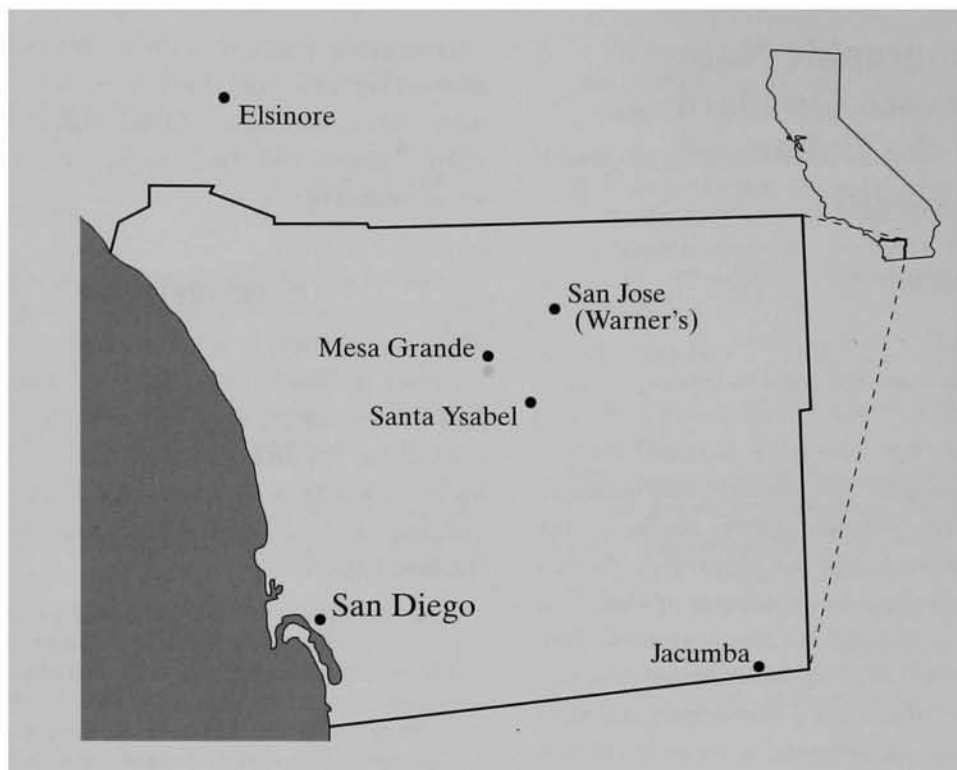 Elsinore
San Jose
(Warner's)
Mesa Grande
Santa Ysabel
San Diego
Jacumba